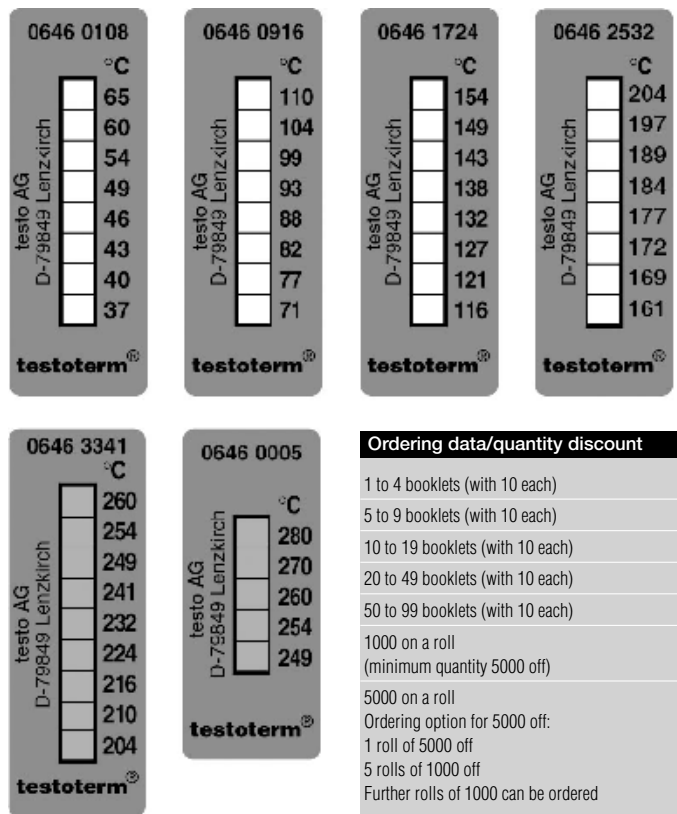 0646 0108
°C
65
60
54
49
46
43
40
37
testo AG
D-79849 Lenzkirch
testoterm®
0646 0916
°C
110
104
99
93
88
82
77
71
testo AG
D-79849 Lenzkirch
testoterm®
0646 1724
°C
154
149
143
138
132
127
121
116
testo AG
D-79849 Lenzkirch
testoterm®
0646 2532
°C
204
197
189
184
177
172
169
161
testo AG
D-79849 Lenzkirch
testoterm®
0646 3341
°C
260
254
249
241
232
224
216
210
204
testo AG
D-79849 Lenzkirch
testoterm®
0646 0005
°C
280
270
260
254
249
testo AG
D-79849 Lenzkirch
testoterm®
Ordering data/quantity discount
1 to 4 booklets (with 10 each)
5 to 9 booklets (with 10 each)
10 to 19 booklets (with 10 each)
20 to 49 booklets (with 10 each)
50 to 99 booklets (with 10 each)
1000 on a roll
(minimum quantity 5000 off)
5000 on a roll
Ordering option for 5000 off:
1 roll of 5000 off
5 rolls of 1000 off
Further rolls of 1000 can be ordered